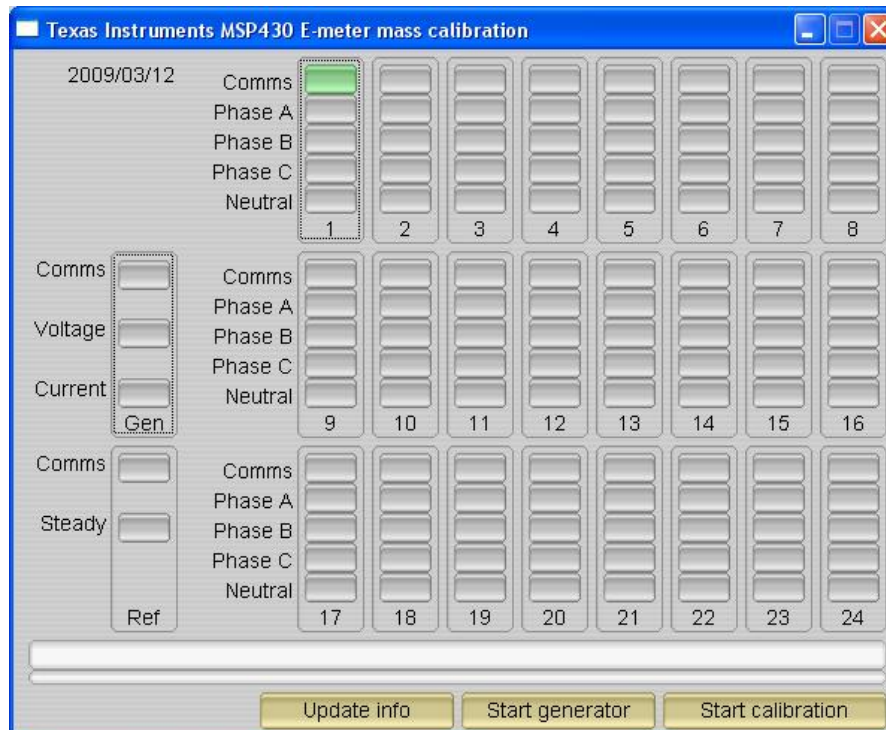 Texas Instruments MSP430 E-meter mass calibration
2009/03/12
Comms
Phase A
Phase B
Phase C
Neutral
1 2 3 4 5 6 7 8
Comms
Voltage
Current
Gen
Comms
Phase A
Phase B
Phase C
Neutral
9 10 11 12 13 14 15 16
Comms
Steady
Ref
Comms
Phase A
Phase B
Phase C
Neutral
17 18 19 20 21 22 23 24
Update info Start generator Start calibration